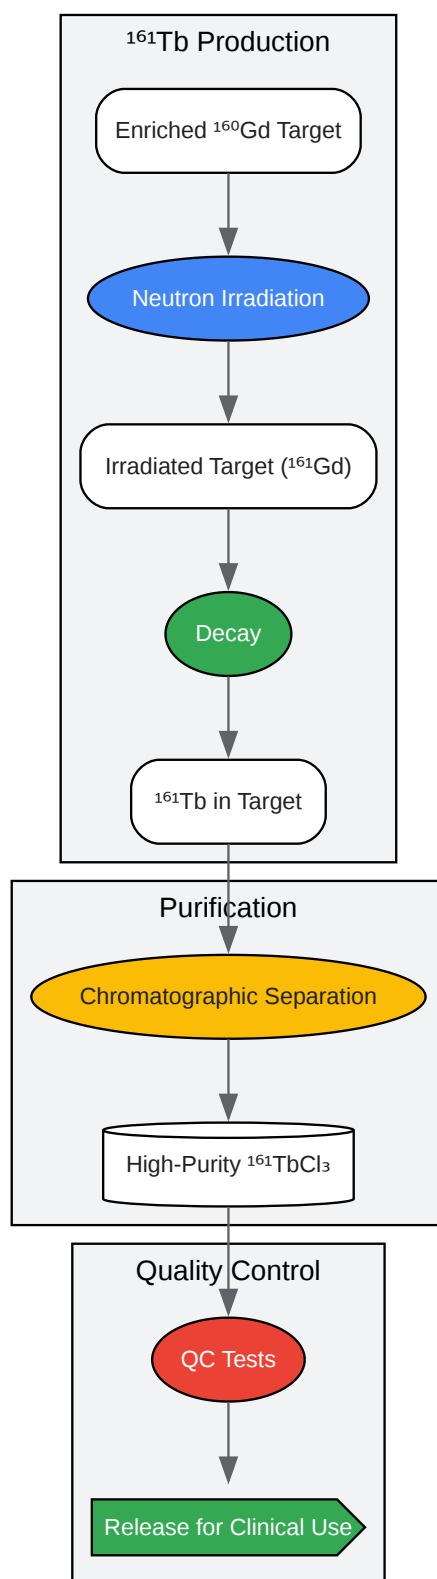 ¹⁶¹Tb Production
Enriched ¹⁶⁰Gd Target
Neutron Irradiation
Irradiated Target (¹⁶¹Gd)
Decay
¹⁶¹Tb in Target
Purification
Chromatographic Separation
High-Purity ¹⁶¹TbCl₃
Quality Control
QC Tests
Release for Clinical Use